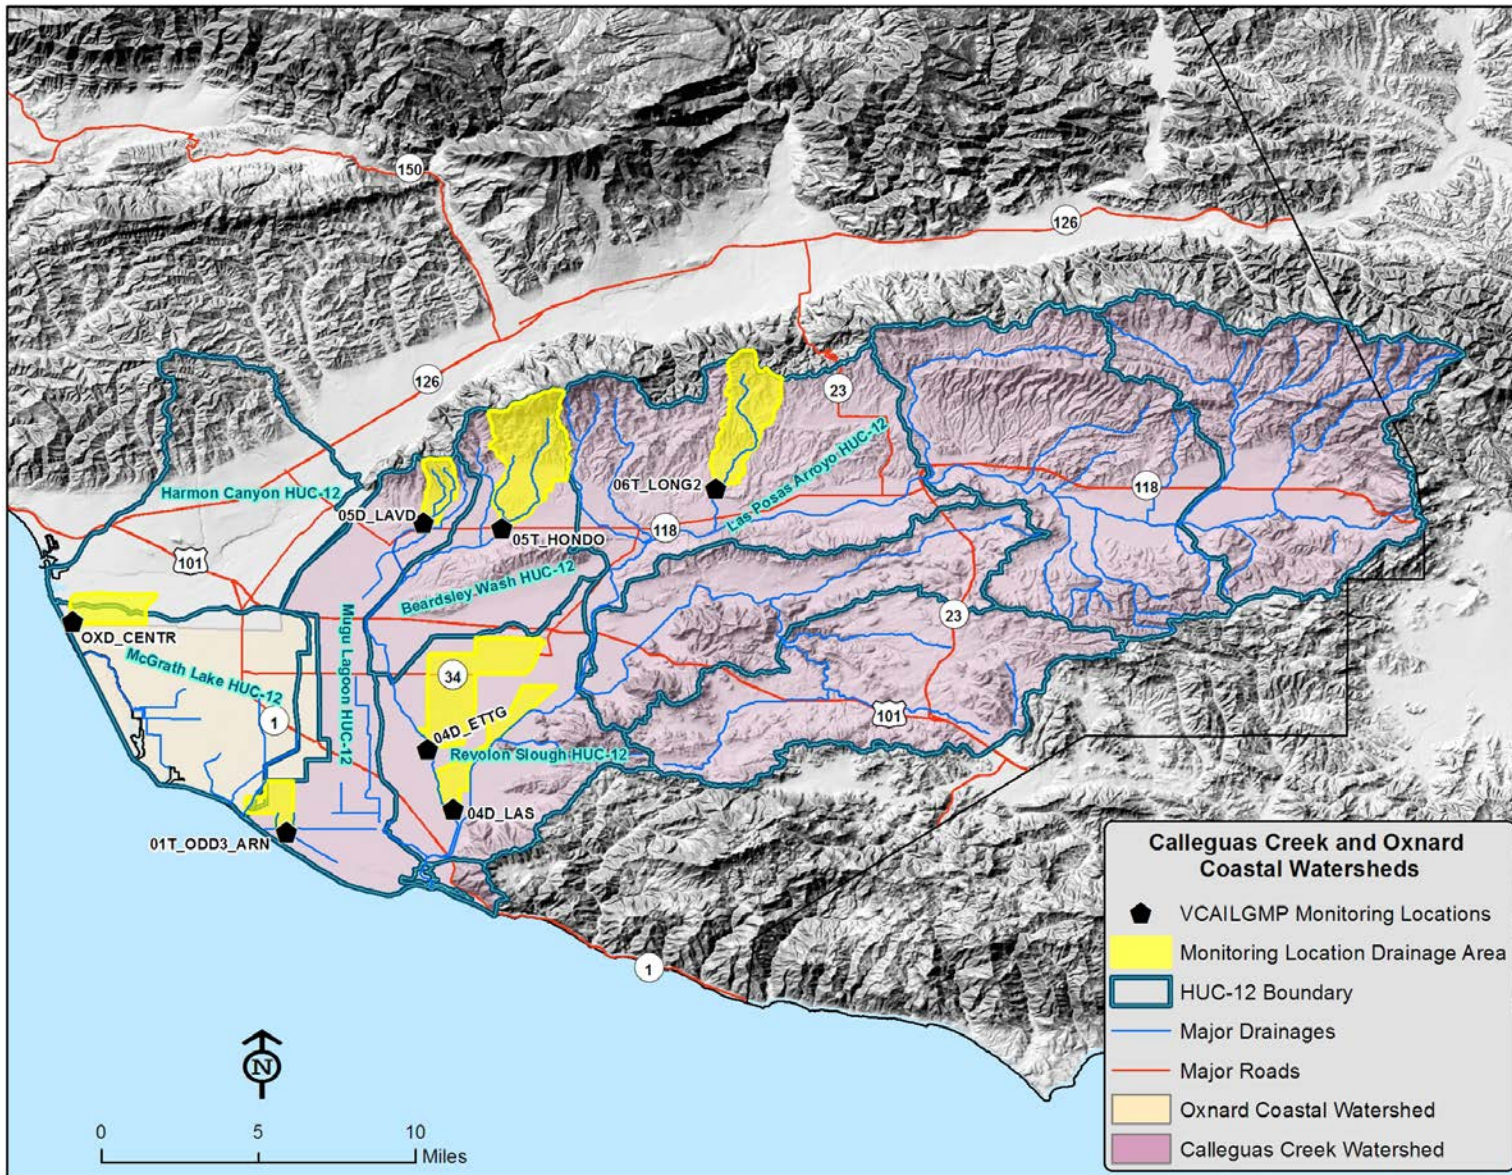 150
126
126
23
Harmon Canyon HUC-12
06T_LONG2
Las Posas Arroyo HUC-12
118
05D_LAVD
05T_HONDO
118
101
Beardsley Wash HUC-12
OXD_CENTR
Mugu Lagoon HUC-12
23
McGrath Lake HUC-12
34
1
101
04D_ETTG
Revolon Slough HUC-12
04D_LAS
01T_ODD3_ARN
1
N
0 5 10
Miles
Calleguas Creek and Oxnard
Coastal Watersheds
VCAILGMP Monitoring Locations
Monitoring Location Drainage Area
HUC-12 Boundary
Major Drainages
Major Roads
Oxnard Coastal Watershed
Calleguas Creek Watershed